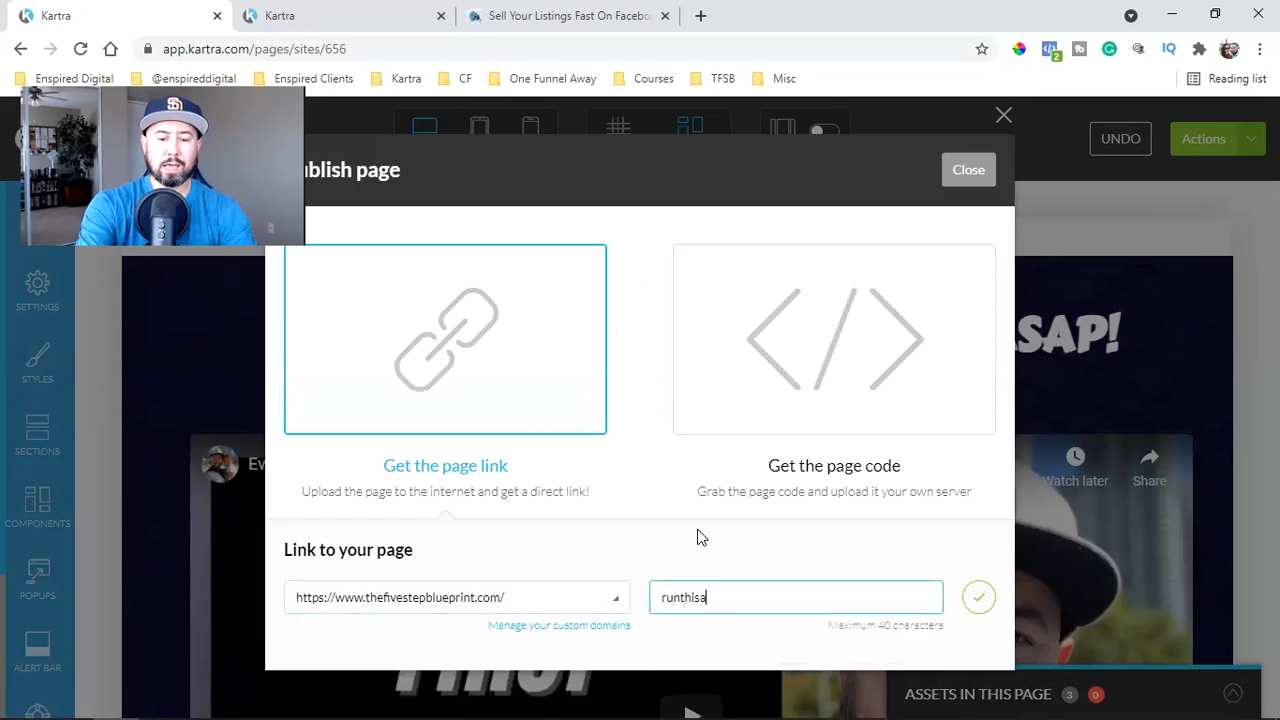 Kartra
Kartra
Sell Your Listings Fast On Facebo
app.kartra.com/pages/sites/656
2
IQ
Enspired Digital
@enspireddigital
Enspired Clients
Kartra
CF
One Funnel Away
Courses
TFSB
Misc
Reading list
UNDO
Actions
ublish page
Close
SETTINGS
STYLES
SECTIONS
COMPONENTS
POPUPS
ALERT BAR
ASAP!
Watch later
Share
Get the page link
Upload the page to the internet and get a direct link!
Get the page code
Grab the page code and upload it your own server
Link to your page
https://www.thefivestepblueprint.com/
runthisa
Manage your custom domains
Maximum 40 characters
ASSETS IN THIS PAGE
3
0